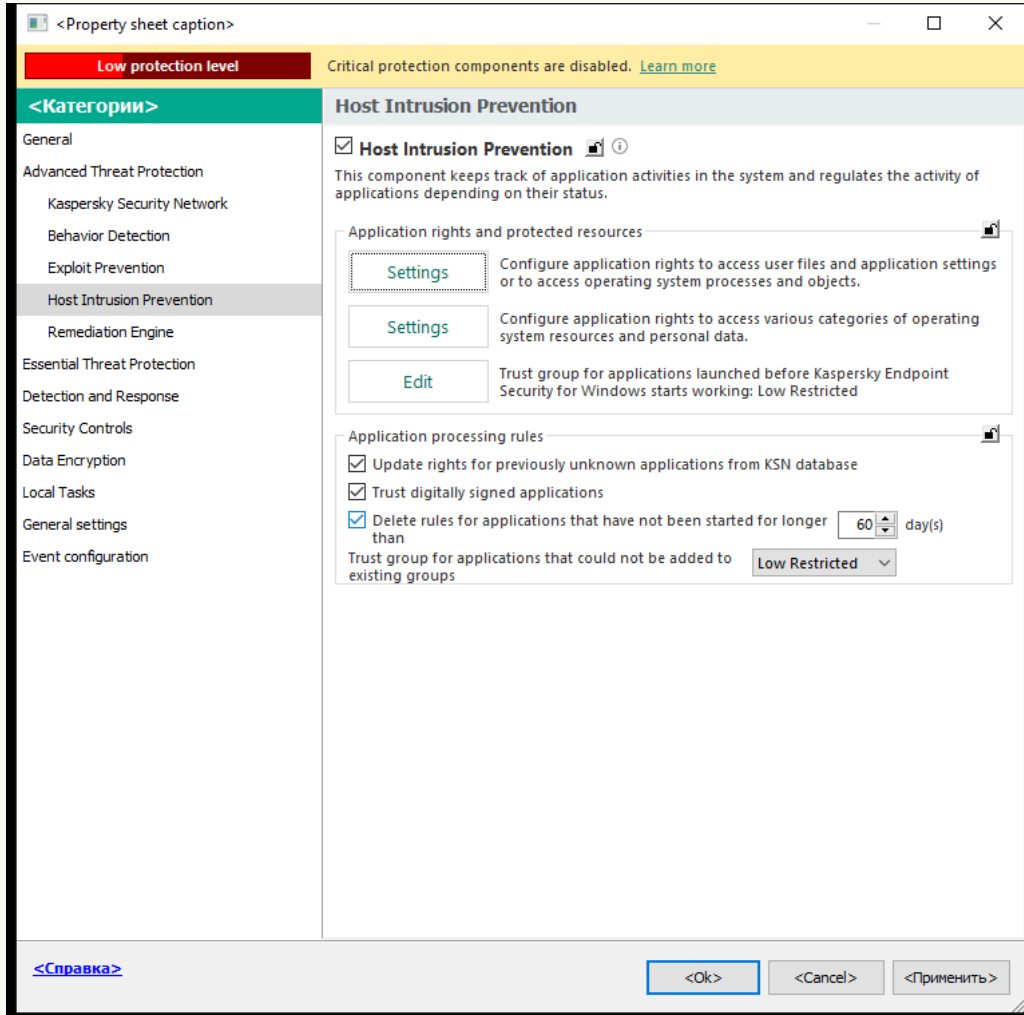 <Property sheet caption>
Low protection level
Critical protection components are disabled. Learn more
<Категории>
General
Advanced Threat Protection
Kaspersky Security Network
Behavior Detection
Exploit Prevention
Host Intrusion Prevention
Remediation Engine
Essential Threat Protection
Detection and Response
Security Controls
Data Encryption
Local Tasks
General settings
Event configuration
Host Intrusion Prevention
Host Intrusion Prevention
This component keeps track of application activities in the system and regulates the activity of
applications depending on their status.
Application rights and protected resources
Settings
Configure application rights to access user files and application settings
or to access operating system processes and objects.
Settings
Configure application rights to access various categories of operating
system resources and personal data.
Edit
Trust group for applications launched before Kaspersky Endpoint
Security for Windows starts working: Low Restricted
Application processing rules
Update rights for previously unknown applications from KSN database
Trust digitally signed applications
Delete rules for applications that have not been started for longer
than
60 day(s)
Trust group for applications that could not be added to
existing groups
Low Restricted
<Справка>
<Ok>
<Cancel>
<Применить>